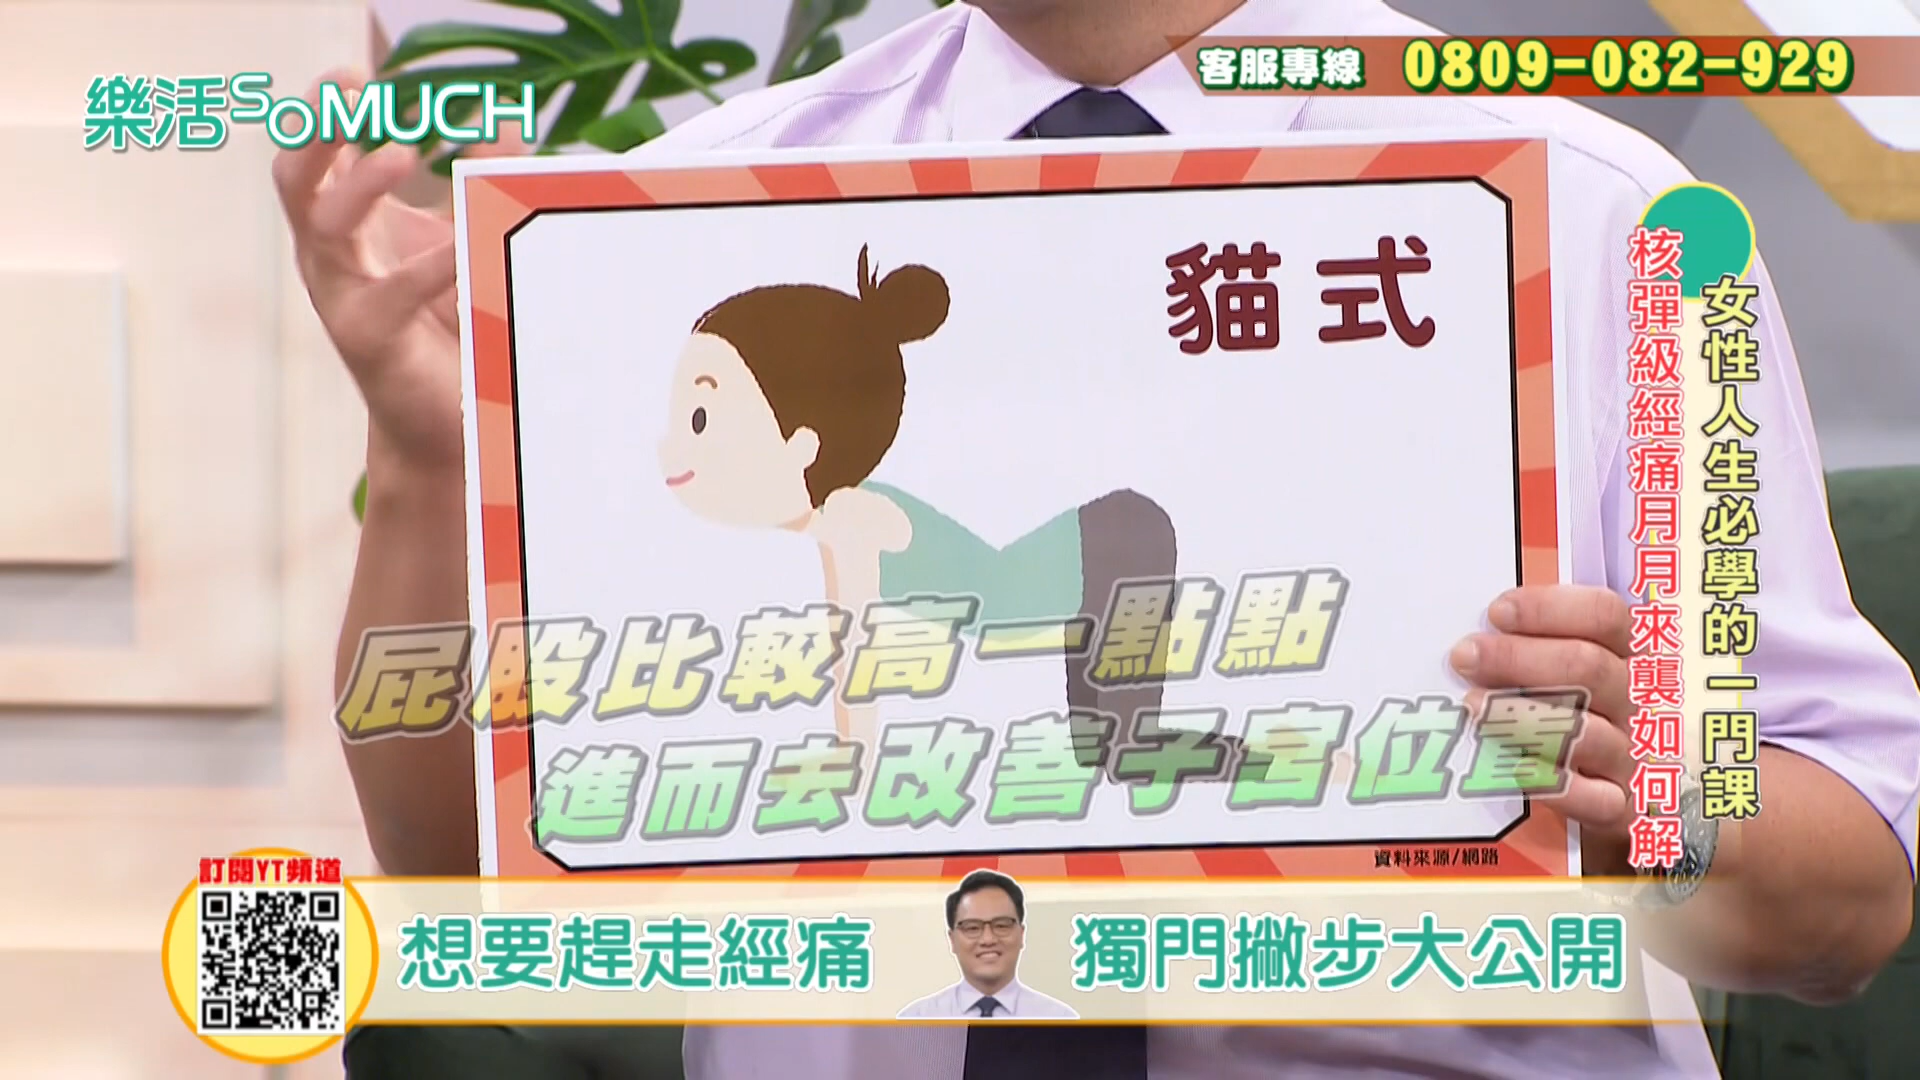 樂活SoMUCH
客服專線 0809-082-929
貓式
女性人生必學的一門課
核彈級經痛月月來襲如何解
屁股比較高一點點
進而去改善子宮位置
資料來源/網路
訂閱YT頻道
想要趕走經痛 獨門撇步大公開